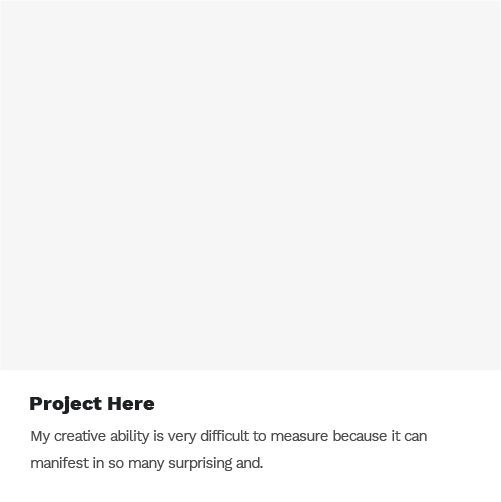 Project Here
My creative ability is very difficult to measure because it can
manifest in so many surprising and.